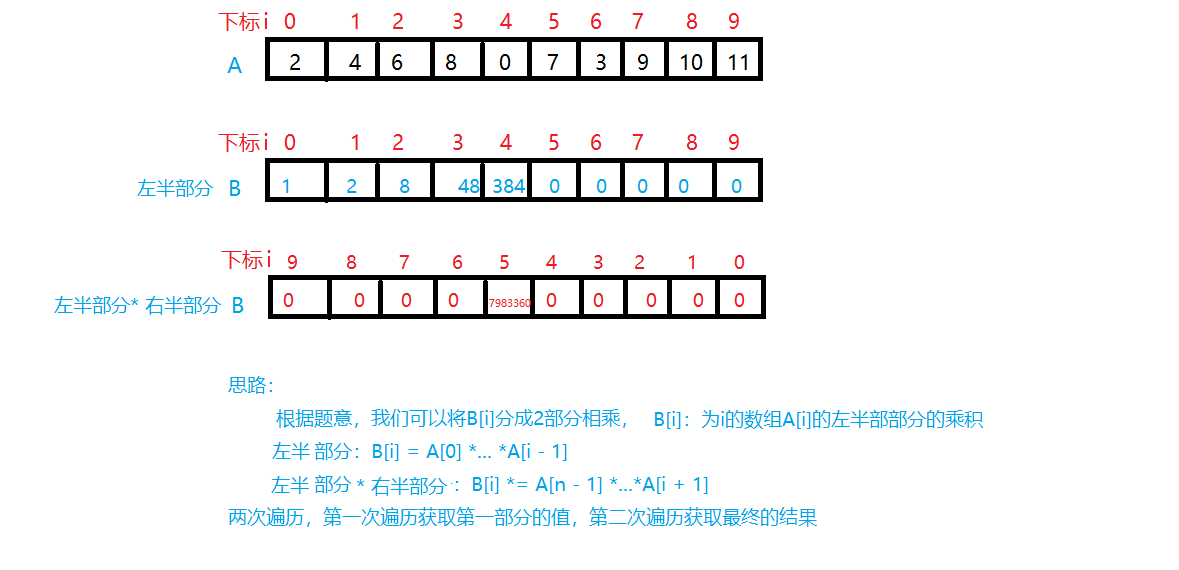 下标i 0 1 2 3 4 5 6 7 8 9
A 2 4 6 8 0 7 3 9 10 11
下标i 0 1 2 3 4 5 6 7 8 9
左半部分 B 1 2 8 48 384 0 0 0 0 0
下标i 9 8 7 6 5 4 3 2 1 0
左半部分* 右半部分 B 0 0 0 0 7983360 0 0 0 0 0
思路：
根据题意，我们可以将B[i]分成2部分相乘， B[i]：为i的数组A[i]的左半部部分的乘积
左半 部分：B[i] = A[0] *... *A[i - 1]
左半 部分 * 右半部分 ：B[i] *= A[n - 1] *...*A[i + 1]
两次遍历，第一次遍历获取第一部分的值，第二次遍历获取最终的结果